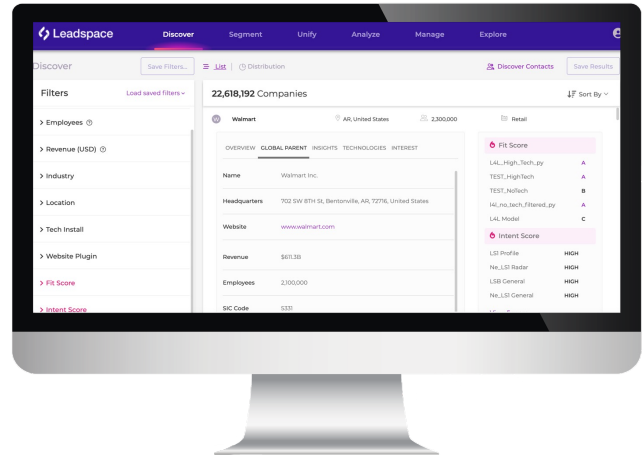 Leadspace
Discover Segment Unify Analyze Manage Explore
Discover Save Filters... List Distribution Discover Contacts Save Results
Filters Load saved filters 22,618,192 Companies Sort By
W Walmart AR, United States 2,300,000 Retail
Employees
Revenue (USD)
Industry
Location
Tech Install
Website Plugin
Fit Score
Intent Score
OVERVIEW GLOBAL PARENT INSIGHTS TECHNOLOGIES INTEREST
Name Walmart Inc.
Headquarters 702 SW 8TH St, Bentonville, AR, 72716, United States
Website www.walmart.com
Revenue $611.3B
Employees 2,100,000
SIC Code 5331
Fit Score
L4L_High_Tech_py A
TEST_HighTech A
TEST_NoTech B
l4l_no_tech_filtered_py A
L4L Model C
Intent Score
LS1 Profile HIGH
Ne_LS1 Radar HIGH
LSB General HIGH
Ne_LS1 General HIGH